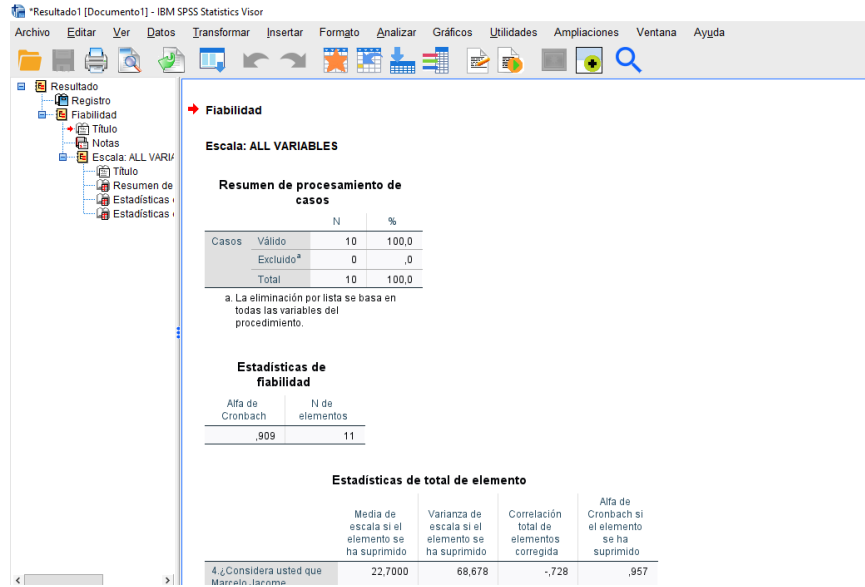 *Resultado1 [Documento1] - IBM SPSS Statistics Visor
Archivo Editar Ver Datos Transformar Insertar Formato Analizar Gráficos Utilidades Ampliaciones Ventana Ayuda
Resultado
Registro
Fiabilidad
Título
Notas
Escala: ALL VARIA
Título
Resumen de
Estadísticas
Estadísticas
Fiabilidad
Escala: ALL VARIABLES
Resumen de procesamiento de
casos
N %
Casos Válido 10 100,0
Excluidoª 0 ,0
Total 10 100,0
a. La eliminación por lista se basa en
todas las variables del
procedimiento.
Estadísticas de
fiabilidad
Alfa de
Cronbach
N de
elementos
,909 11
Estadísticas de total de elemento
Media de
escala si el
elemento se
ha suprimido
Varianza de
escala si el
elemento se
ha suprimido
Correlación
total de
elementos
corregida
Alfa de
Cronbach si
el elemento
se ha
suprimido
4.¿Considera usted que
Marcelo Jacome
22,7000 68,678 -,728 ,957